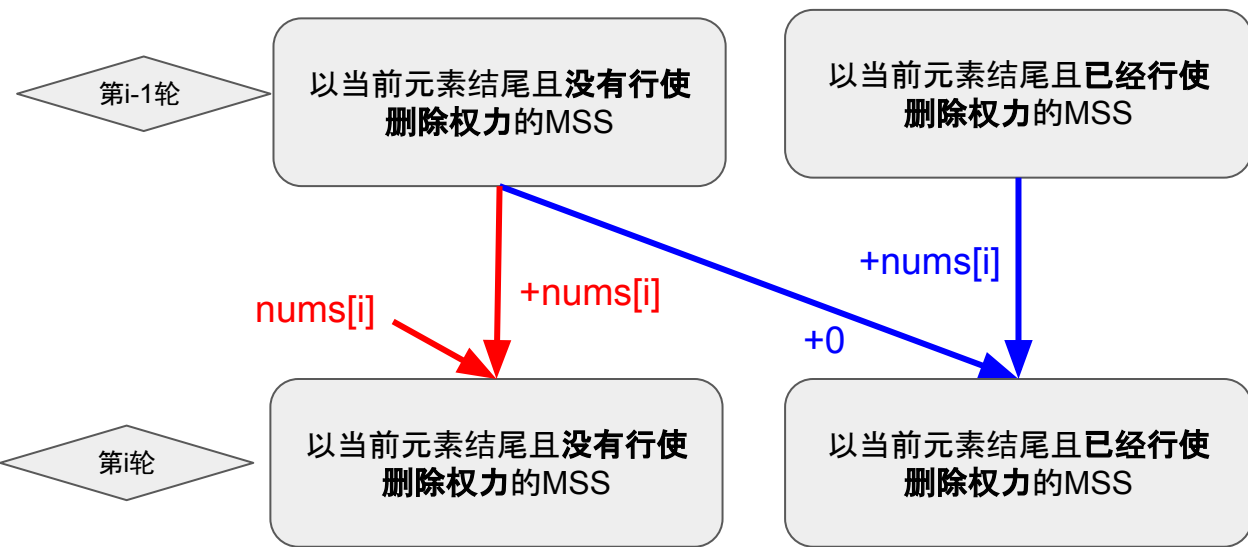 第i-1轮
以当前元素结尾且没有行使
删除权力的MSS
以当前元素结尾且已经行使
删除权力的MSS
nums[i]
+nums[i]
+nums[i]
+0
第i轮
以当前元素结尾且没有行使
删除权力的MSS
以当前元素结尾且已经行使
删除权力的MSS